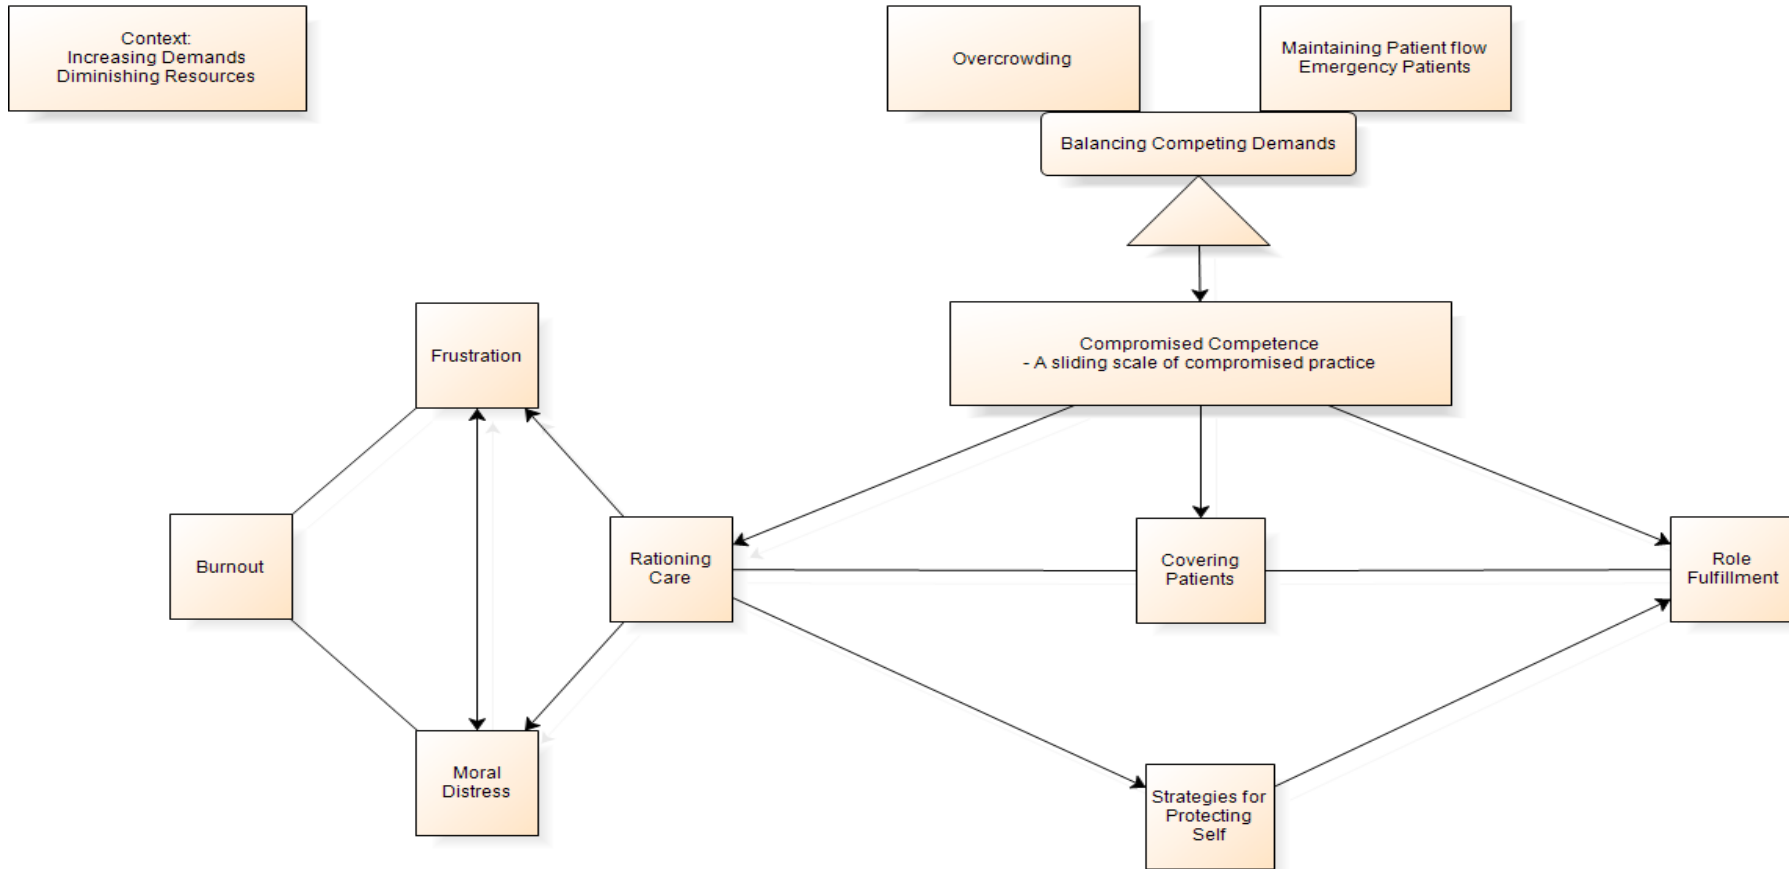 Context:
Increasing Demands
Diminishing Resources
Overcrowding
Maintaining Patient flow
Emergency Patients
Balancing Competing Demands
Compromised Competence
- A sliding scale of compromised practice
Frustration
Burnout
Rationing
Care
Covering
Patients
Role
Fulfillment
Moral
Distress
Strategies for
Protecting
Self